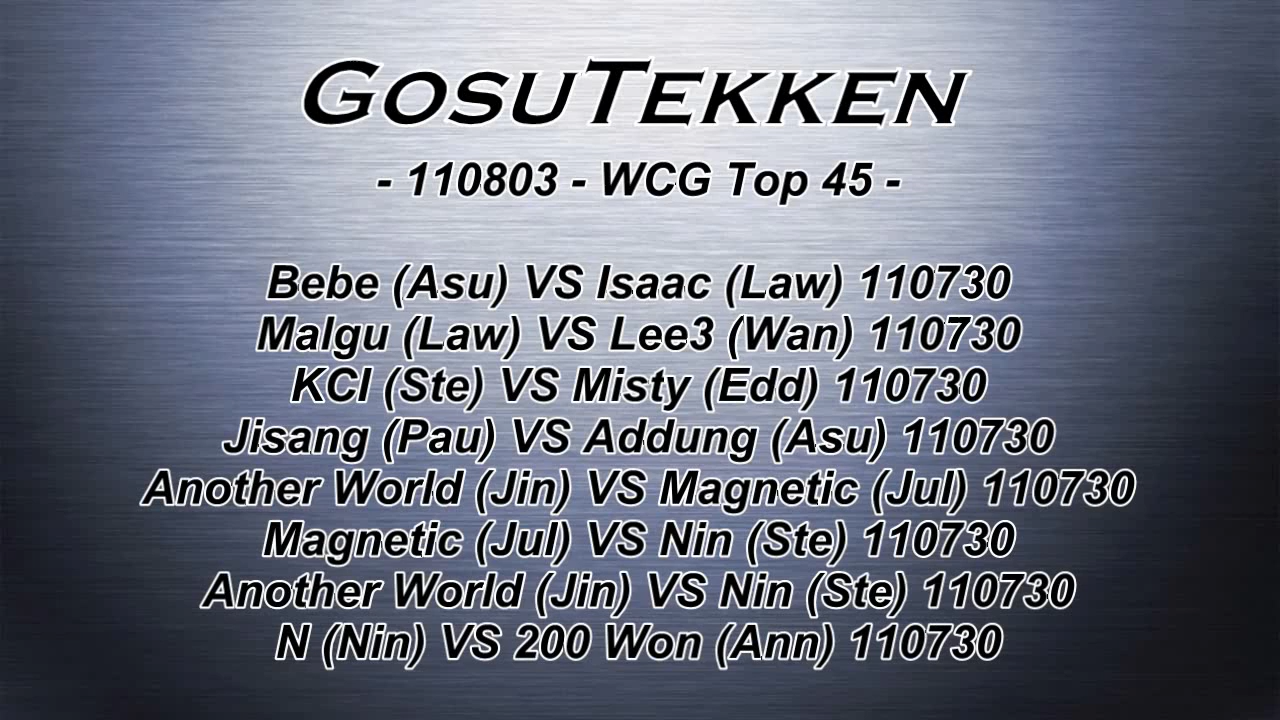 GosuTekken
- 110803 - WCG Top 45 -
Bebe (Asu) VS Isaac (Law) 110730
Malgu (Law) VS Lee3 (Wan) 110730
KCI (Ste) VS Misty (Edd) 110730
Jisang (Pau) VS Addung (Asu) 110730
Another World (Jin) VS Magnetic (Jul) 110730
Magnetic (Jul) VS Nin (Ste) 110730
Another World (Jin) VS Nin (Ste) 110730
N (Nin) VS 200 Won (Ann) 110730